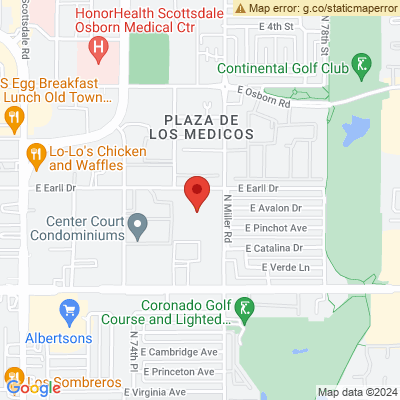 Map error: g.co/staticmaperror
HonorHealth Scottsdale
Osborn Medical Ctr
E 4th St
Scottsdale Rd
N 78th St
Continental Golf Club
E Osborn Rd
S Egg Breakfast
Lunch Old Town...
PLAZA DE
LOS MEDICOS
Lo-Lo's Chicken
and Waffles
E Earll Dr
E Earll Dr
N Miller Rd
E Avalon Dr
E Pinchot Ave
E Catalina Dr
E Verde Ln
Center Court
Condominiums
Coronado Golf
Course and Lighted...
Albertsons
N 74th Pl
E Cambridge Ave
E Princeton Ave
E Virginia Ave
Los Sombreros
Map data ©2024